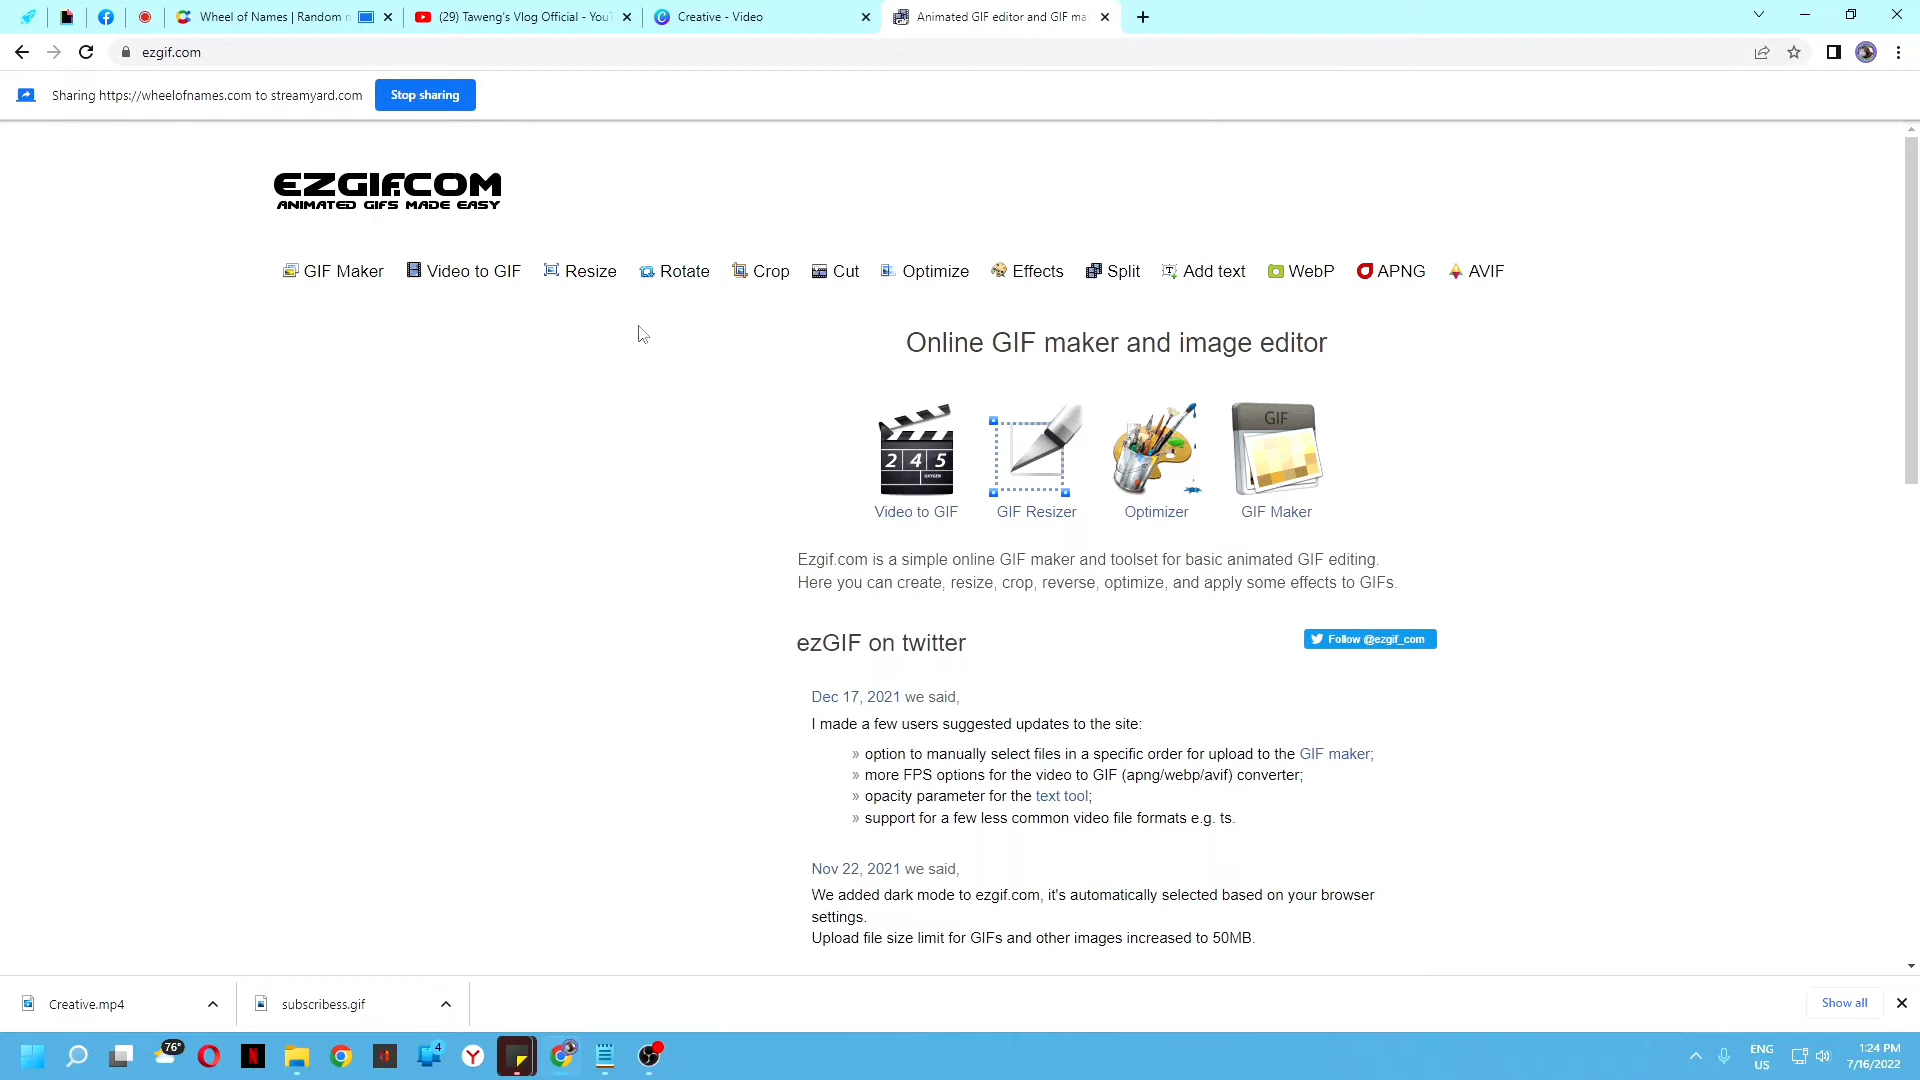 Wheel of Names | Random n
(29) Taweng's Vlog Official - YouT
Creative - Video
Animated GIF editor and GIF ma
ezgif.com
Sharing https://wheelofnames.com to streamyard.com
Stop sharing
EZGIF.COM
ANIMATED GIFS MADE EASY
GIF Maker
Video to GIF
Resize
Rotate
Crop
Cut
Optimize
Effects
Split
Add text
WebP
APNG
AVIF
Online GIF maker and image editor
2 4 5
OXYGEN
GIF
Video to GIF
GIF Resizer
Optimizer
GIF Maker
Ezgif.com is a simple online GIF maker and toolset for basic animated GIF editing.
Here you can create, resize, crop, reverse, optimize, and apply some effects to GIFs.
ezGIF on twitter
Follow @ezgif_com
Dec 17, 2021 we said,
I made a few users suggested updates to the site:
» option to manually select files in a specific order for upload to the GIF maker;
» more FPS options for the video to GIF (apng/webp/avif) converter;
» opacity parameter for the text tool;
» support for a few less common video file formats e.g. ts.
Nov 22, 2021 we said,
We added dark mode to ezgif.com, it's automatically selected based on your browser
settings.
Upload file size limit for GIFs and other images increased to 50MB.
Creative.mp4
subscribess.gif
Show all
76°
4
ENG
US
1:24 PM
7/16/2022